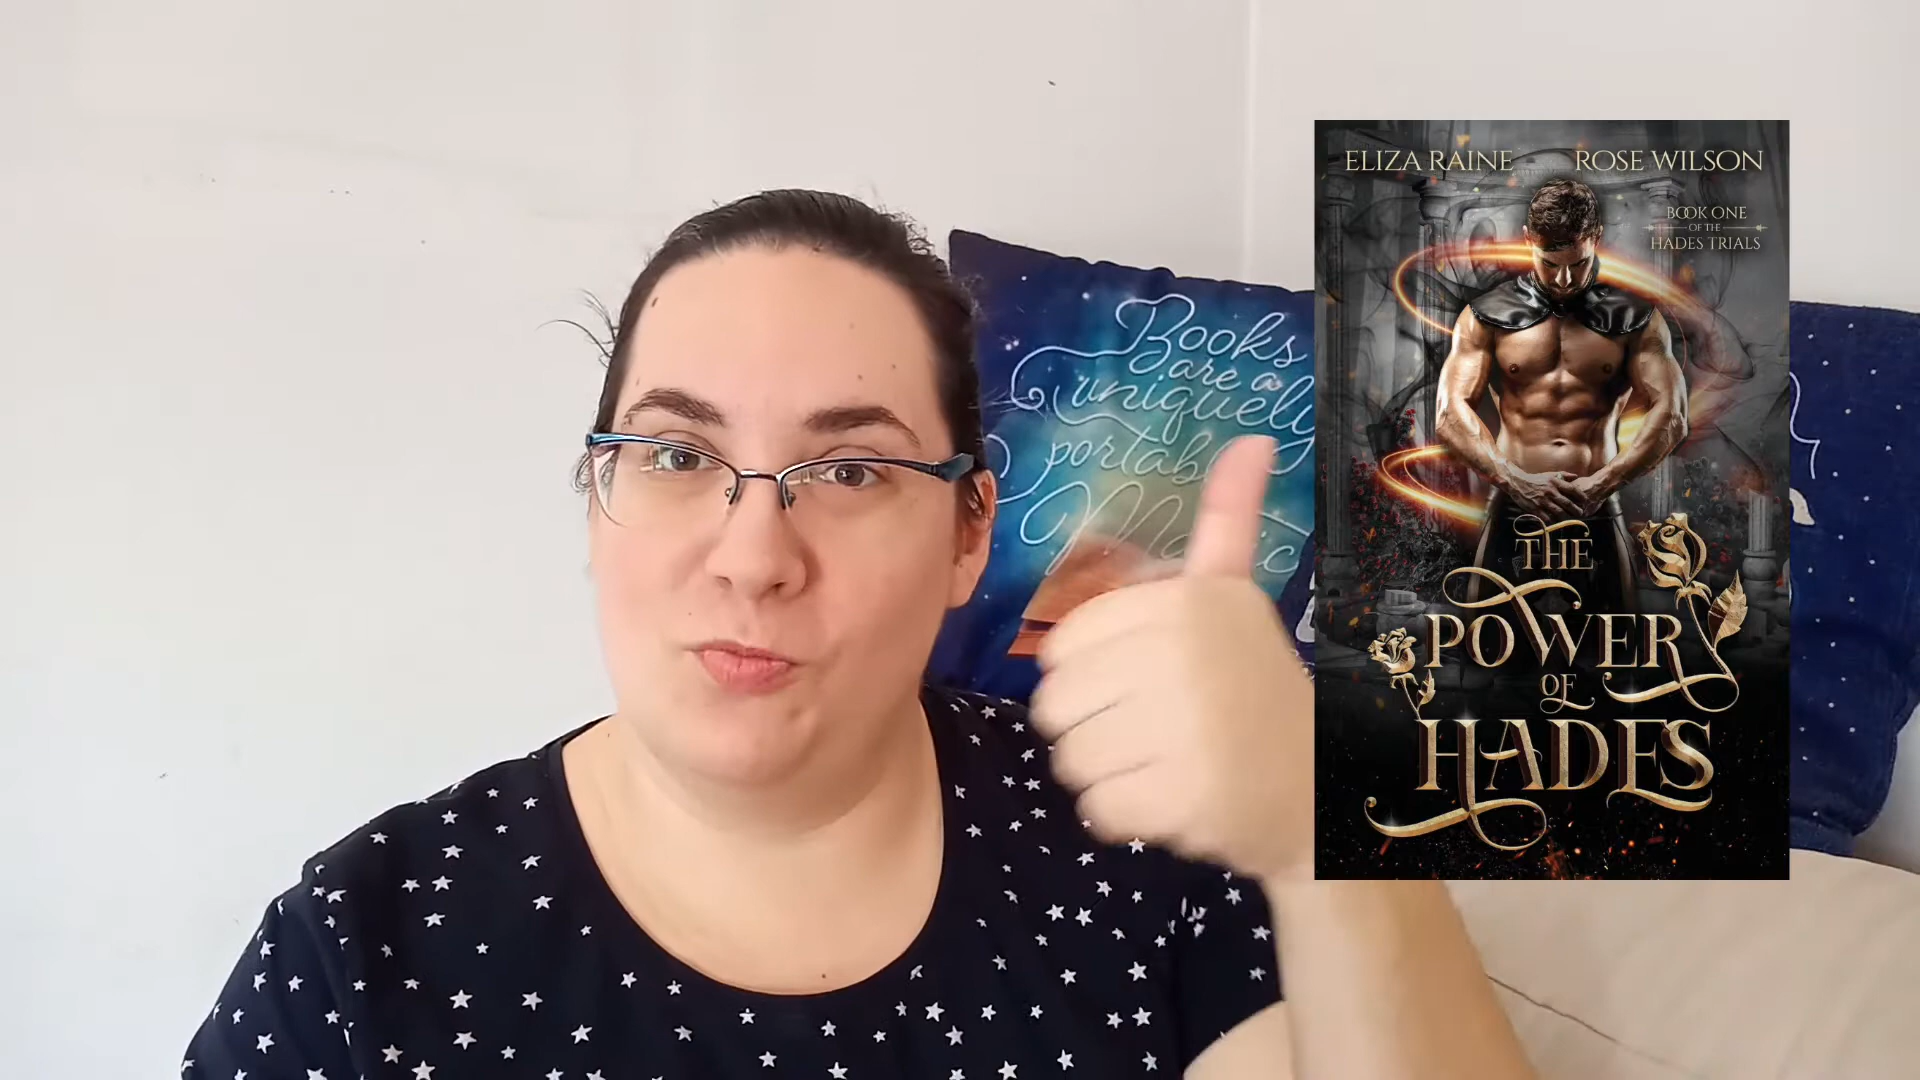 Books
are a
uniquely
portab
ELIZA RAINE ROSE WILSON
BOOK ONE
OF THE
HADES TRIALS
THE
POWER
OF
HADES